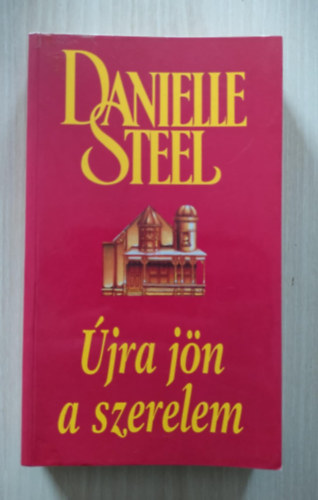 DANIELLE
STEEL
Újra jön
a szerelem